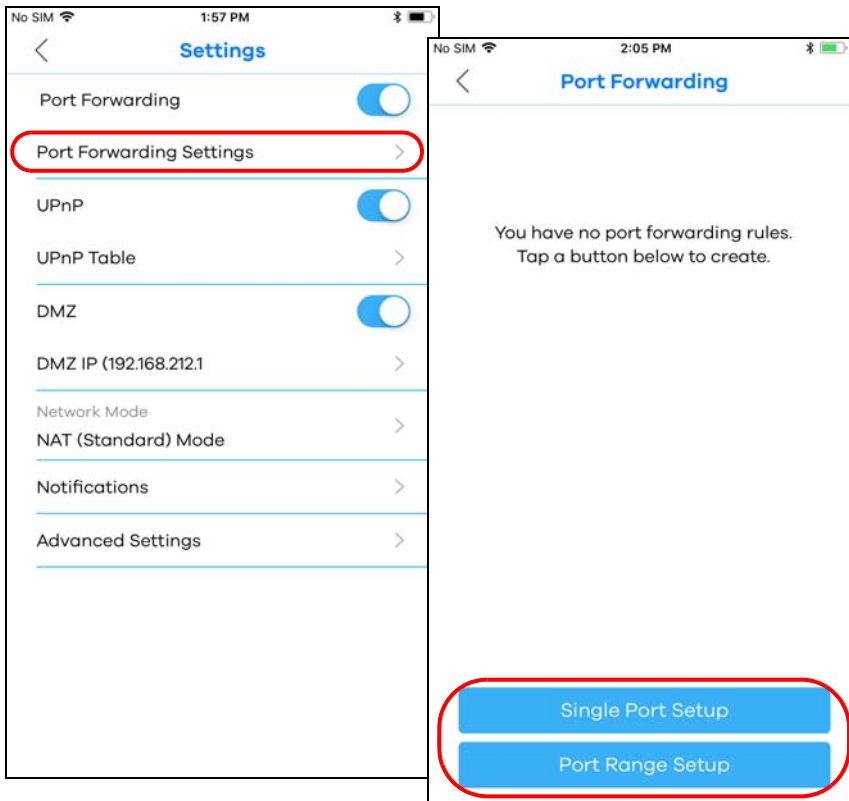 No SIM 1:57 PM
Settings
Port Forwarding
Port Forwarding Settings
UPnP
UPnP Table
DMZ
DMZ IP (192.168.212.1
Network Mode
NAT (Standard) Mode
Notifications
Advanced Settings
No SIM 2:05 PM
Port Forwarding
You have no port forwarding rules.
Tap a button below to create.
Single Port Setup
Port Range Setup